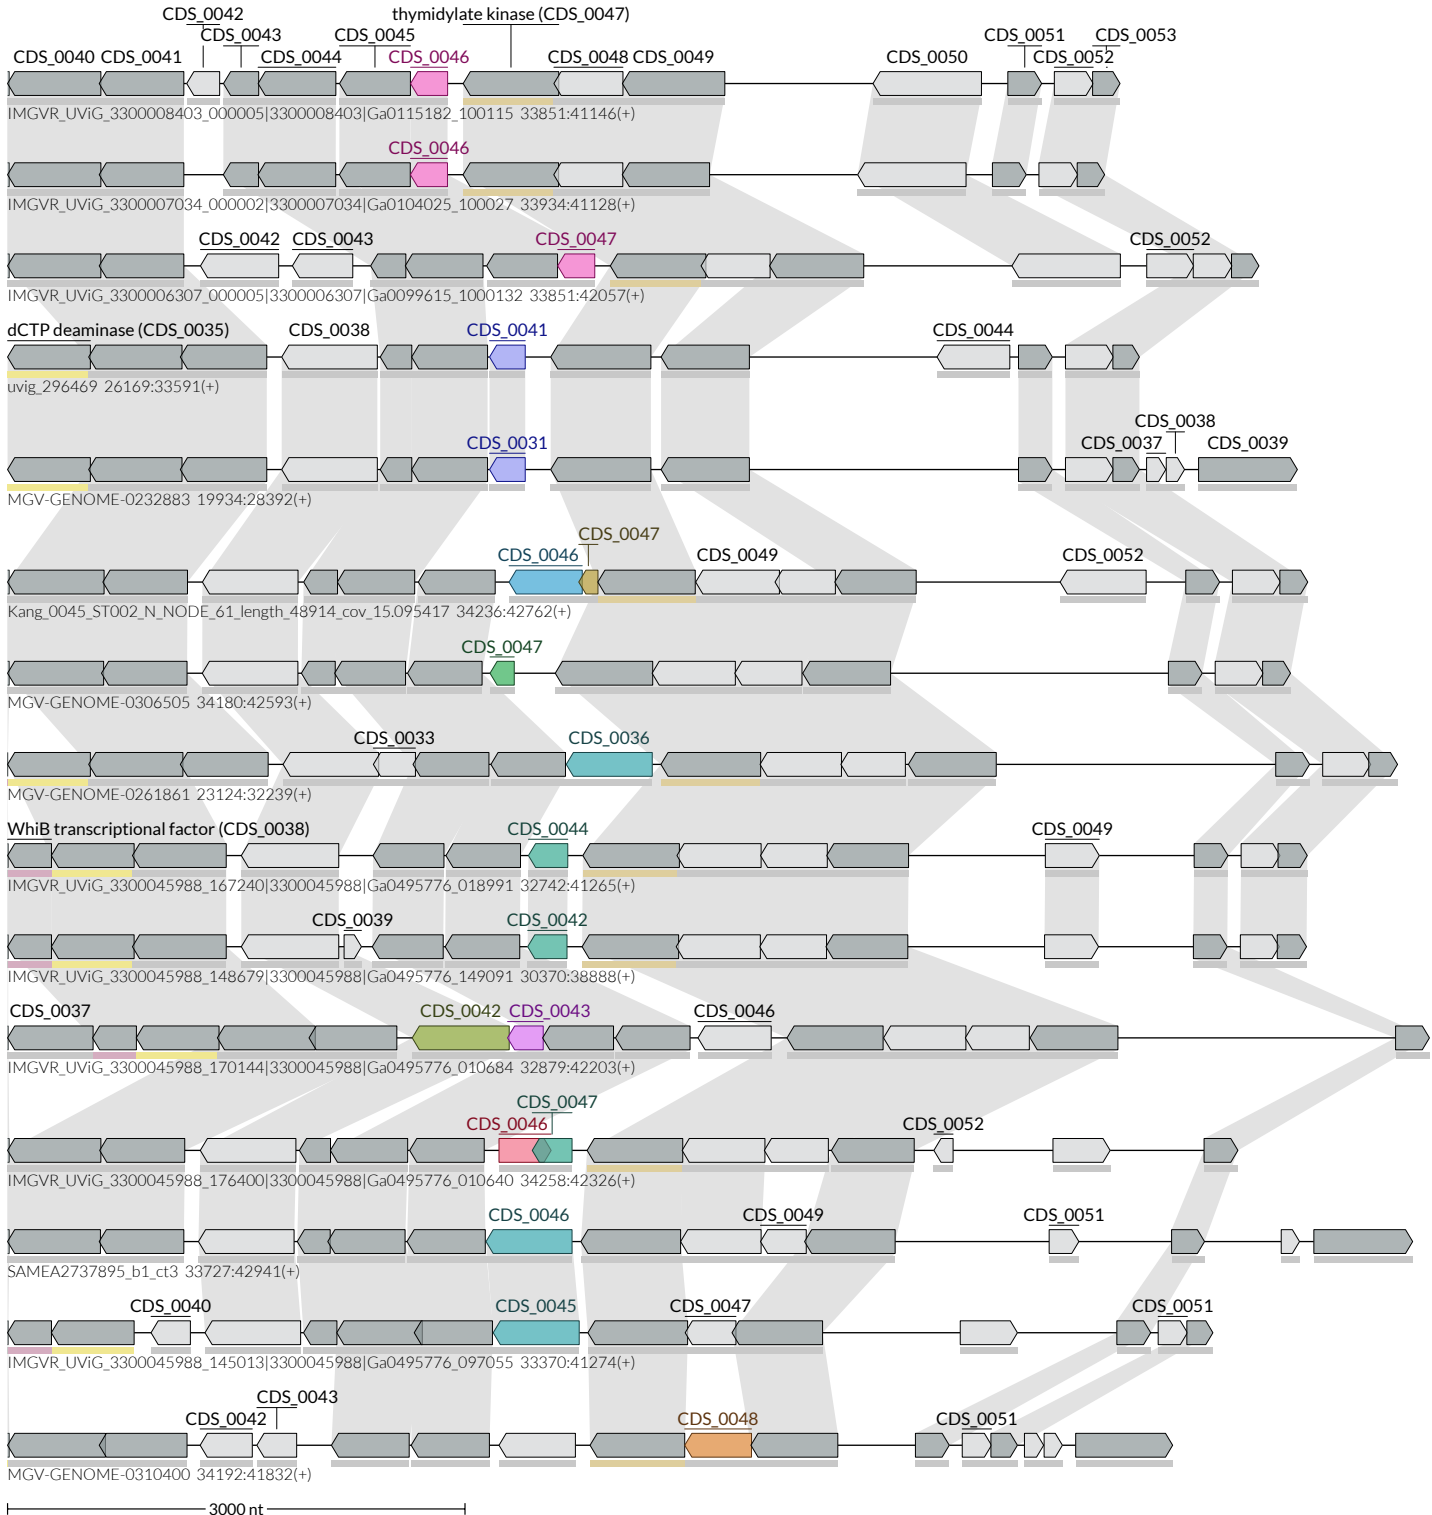 CDS_0042 thymidylate kinase (CDS_0047)
CDS_0043 CDS_0045 CDS_0051 CDS_0053
CDS_0040 CDS_0041 CDS_0044 CDS_0046 CDS_0048 CDS_0049 CDS_0050 CDS_0052
IMGVR_UViG_3300008403_000005|3300008403|Ga0115182_100115 33851:41146(+)
CDS_0046
IMGVR_UViG_3300007034_000002|3300007034|Ga0104025_100027 33934:41128(+)
CDS_0042 CDS_0043 CDS_0047 CDS_0052
IMGVR_UViG_3300006307_000005|3300006307|Ga0099615_1000132 33851:42057(+)
dCTP deaminase (CDS_0035) CDS_0038 CDS_0041 CDS_0044
uvig_296469 26169:33591(+)
CDS_0038
CDS_0031 CDS_0037 CDS_0039
MGV-GENOME-0232883 19934:28392(+)
CDS_0047
CDS_0046 CDS_0049 CDS_0052
Kang_0045_ST002_N_NODE_61_length_48914_cov_15.095417 34236:42762(+)
CDS_0047
MGV-GENOME-0306505 34180:42593(+)
CDS_0033 CDS_0036
MGV-GENOME-0261861 23124:32239(+)
WhiB transcriptional factor (CDS_0038) CDS_0044 CDS_0049
IMGVR_UViG_3300045988_167240|3300045988|Ga0495776_018991 32742:41265(+)
CDS_0039 CDS_0042
IMGVR_UViG_3300045988_148679|3300045988|Ga0495776_149091 30370:38888(+)
CDS_0037 CDS_0042 CDS_0043 CDS_0046
IMGVR_UViG_3300045988_170144|3300045988|Ga0495776_010684 32879:42203(+)
CDS_0047
CDS_0046 CDS_0052
IMGVR_UViG_3300045988_176400|3300045988|Ga0495776_010640 34258:42326(+)
CDS_0046 CDS_0049 CDS_0051
SAMEA2737895_b1_ct3 33727:42941(+)
CDS_0040 CDS_0045 CDS_0047 CDS_0051
IMGVR_UViG_3300045988_145013|3300045988|Ga0495776_097055 33370:41274(+)
CDS_0043
CDS_0042 CDS_0048 CDS_0051
MGV-GENOME-0310400 34192:41832(+)
3000 nt